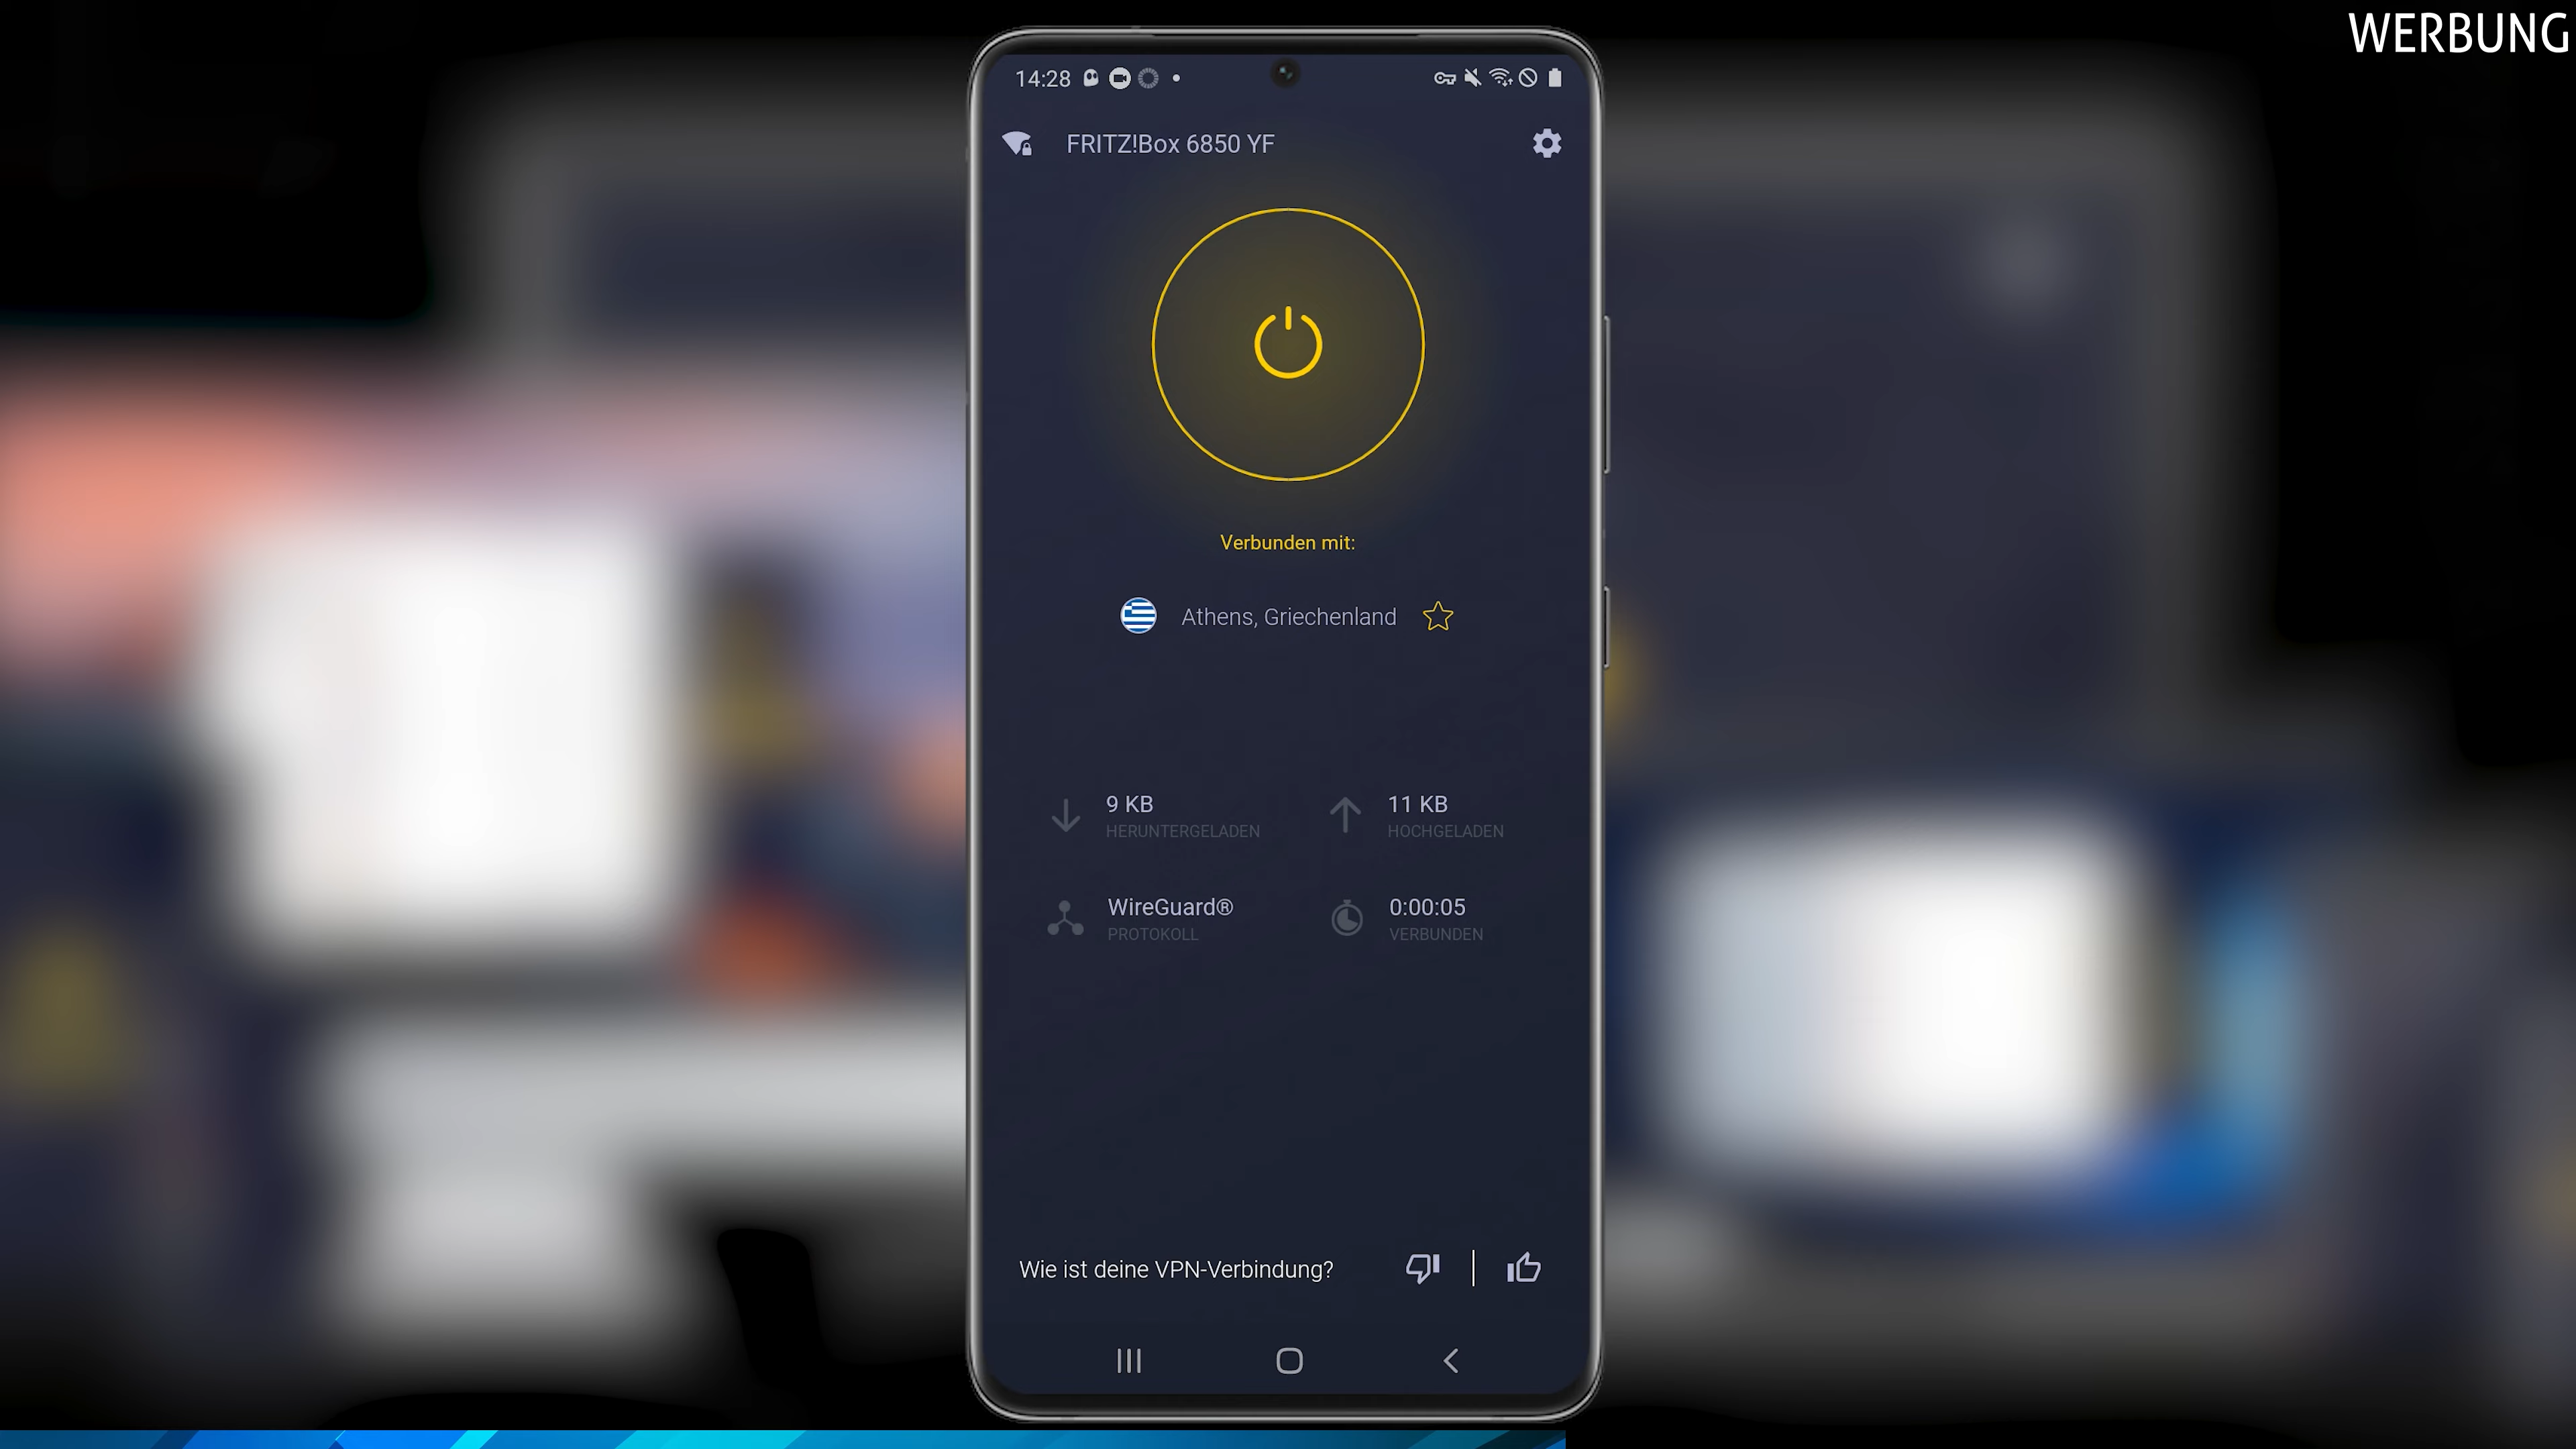 WERBUNG
14:28
FRITZ!Box 6850 YF
Verbunden mit:
Athens, Griechenland
9 KB
HERUNTERGELADEN
11 KB
HOCHGELADEN
WireGuard®
PROTOKOLL
0:00:05
VERBUNDEN
Wie ist deine VPN-Verbindung?